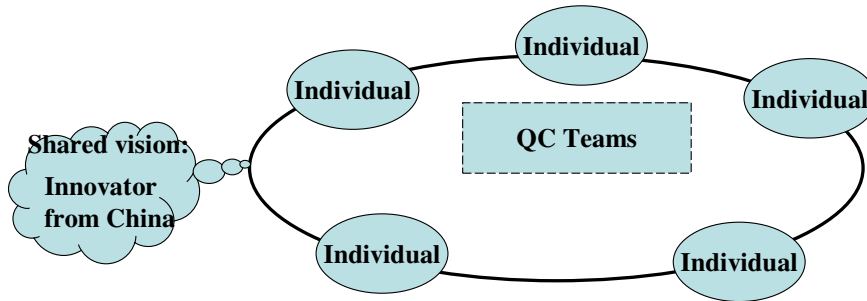 Individual
Individual
Individual
QC Teams
Shared vision:
Innovator
from China
Individual
Individual